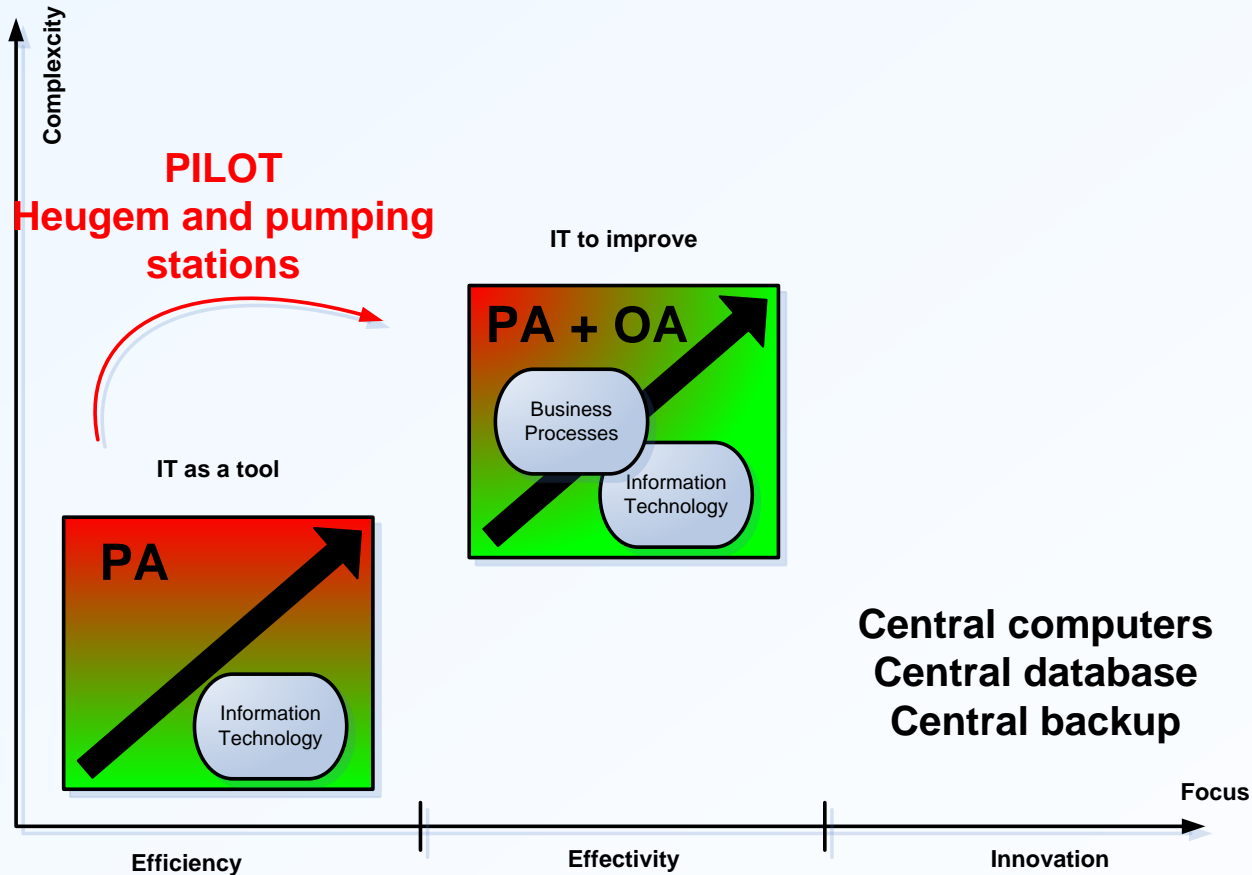 Complexcity
PILOT
Heugem and pumping
stations
IT to improve
PA + OA
Business
Processes
Information
Technology
IT as a tool
PA
Information
Technology
Central computers
Central database
Central backup
Focus
Efficiency
Effectivity
Innovation